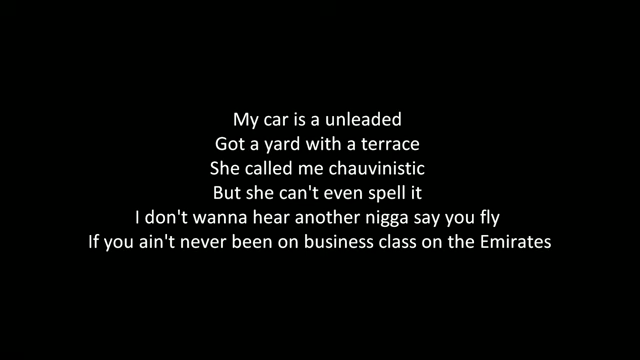 My car is a unleaded
Got a yard with a terrace
She called me chauvinistic
But she can't even spell it
I don't wanna hear another nigga say you fly
If you ain't never been on business class on the Emirates